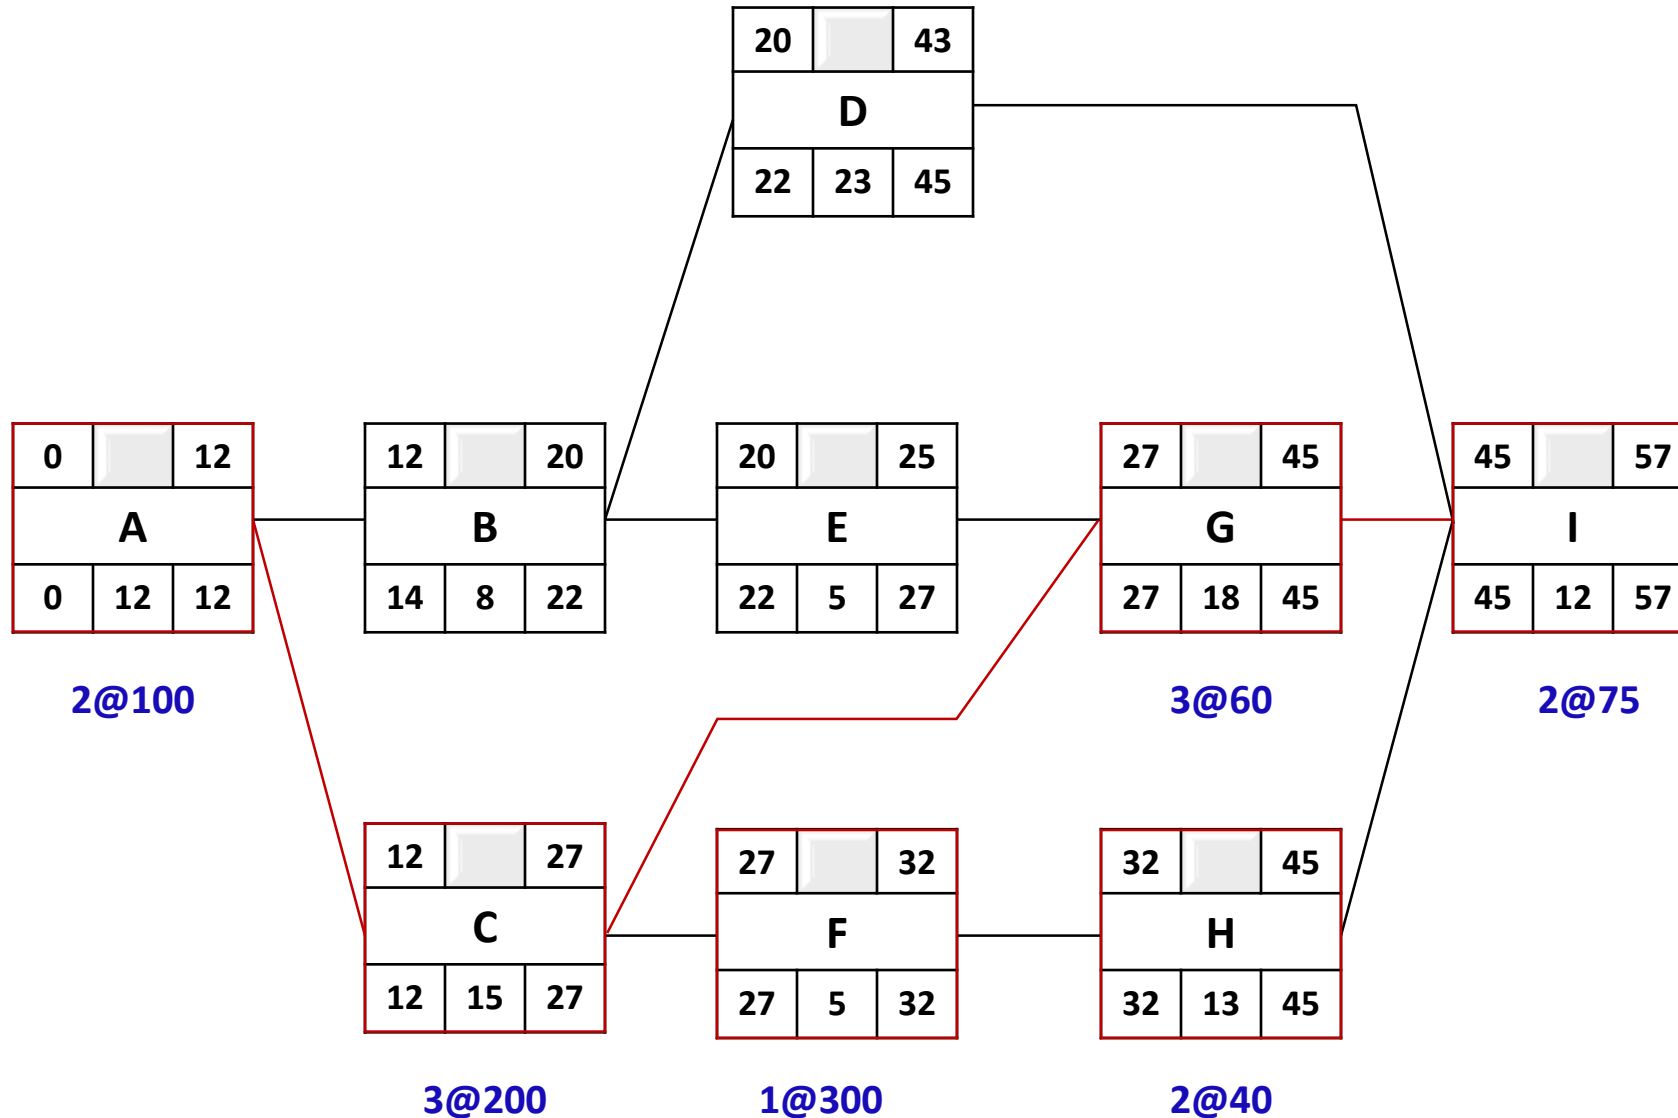 20 43
D
22 23 45
0 12 12 20 20 25 27 45 45 57
A B E G I
0 12 12 14 8 22 22 5 27 27 18 45 45 12 57
2@100 3@60 2@75
12 27 27 32 32 45
C F H
12 15 27 27 5 32 32 13 45
3@200 1@300 2@40